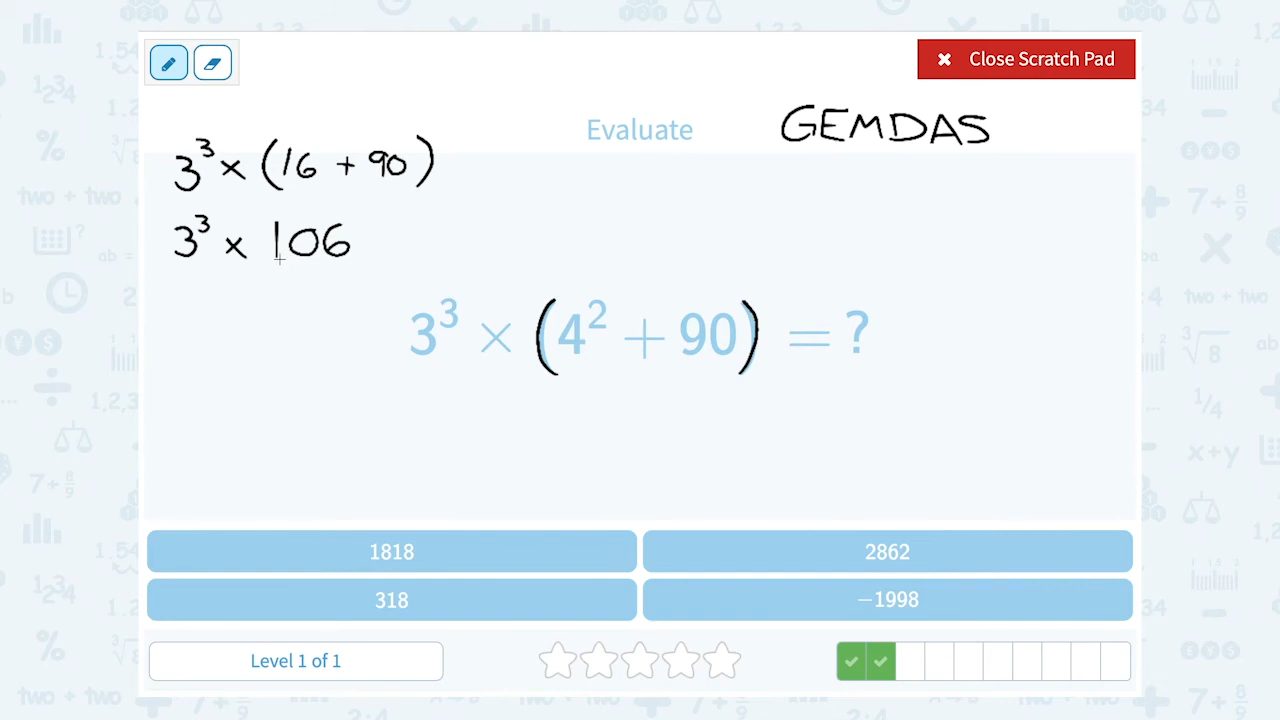 ✖ Close Scratch Pad
Evaluate
GEMDAS
3³ × (16 + 90)
3³ × 106
3³ × (4² + 90) = ?
1818
2862
318
−1998
Level 1 of 1